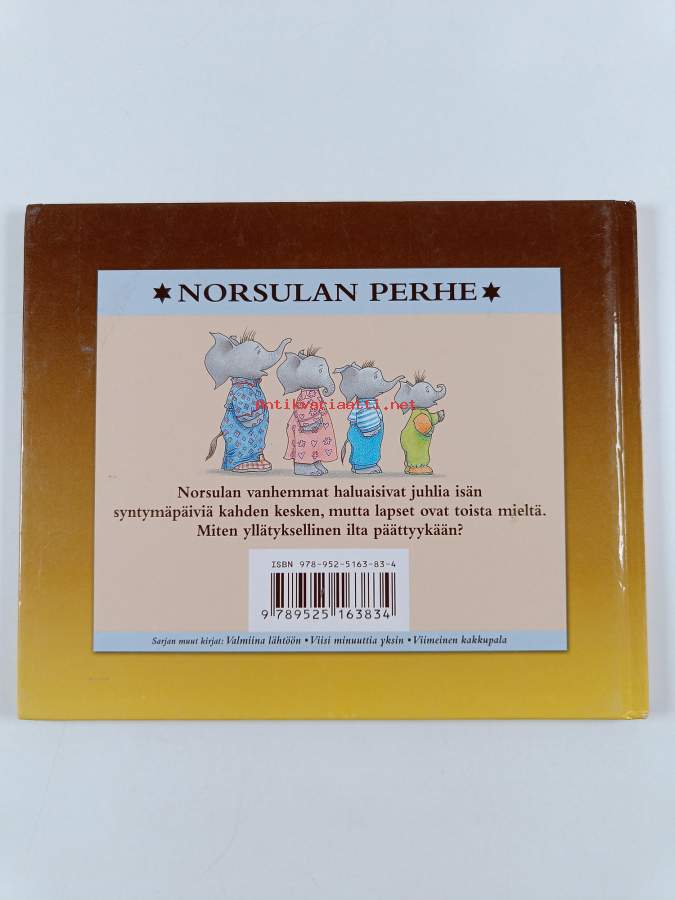 NORSULAN PERHE
Antikvariaatti.net
Norsulan vanhemmat haluaisivat juhlia isän
syntymäpäiviä kahden kesken, mutta lapset ovat toista mieltä.
Miten yllätyksellinen ilta päättyykään?
ISBN 978-952-5163-83-4
9 789525 163834
Sarjan muut kirjat: Valmiina lähtöön • Viisi minuuttia yksin • Viimeinen kakkupala